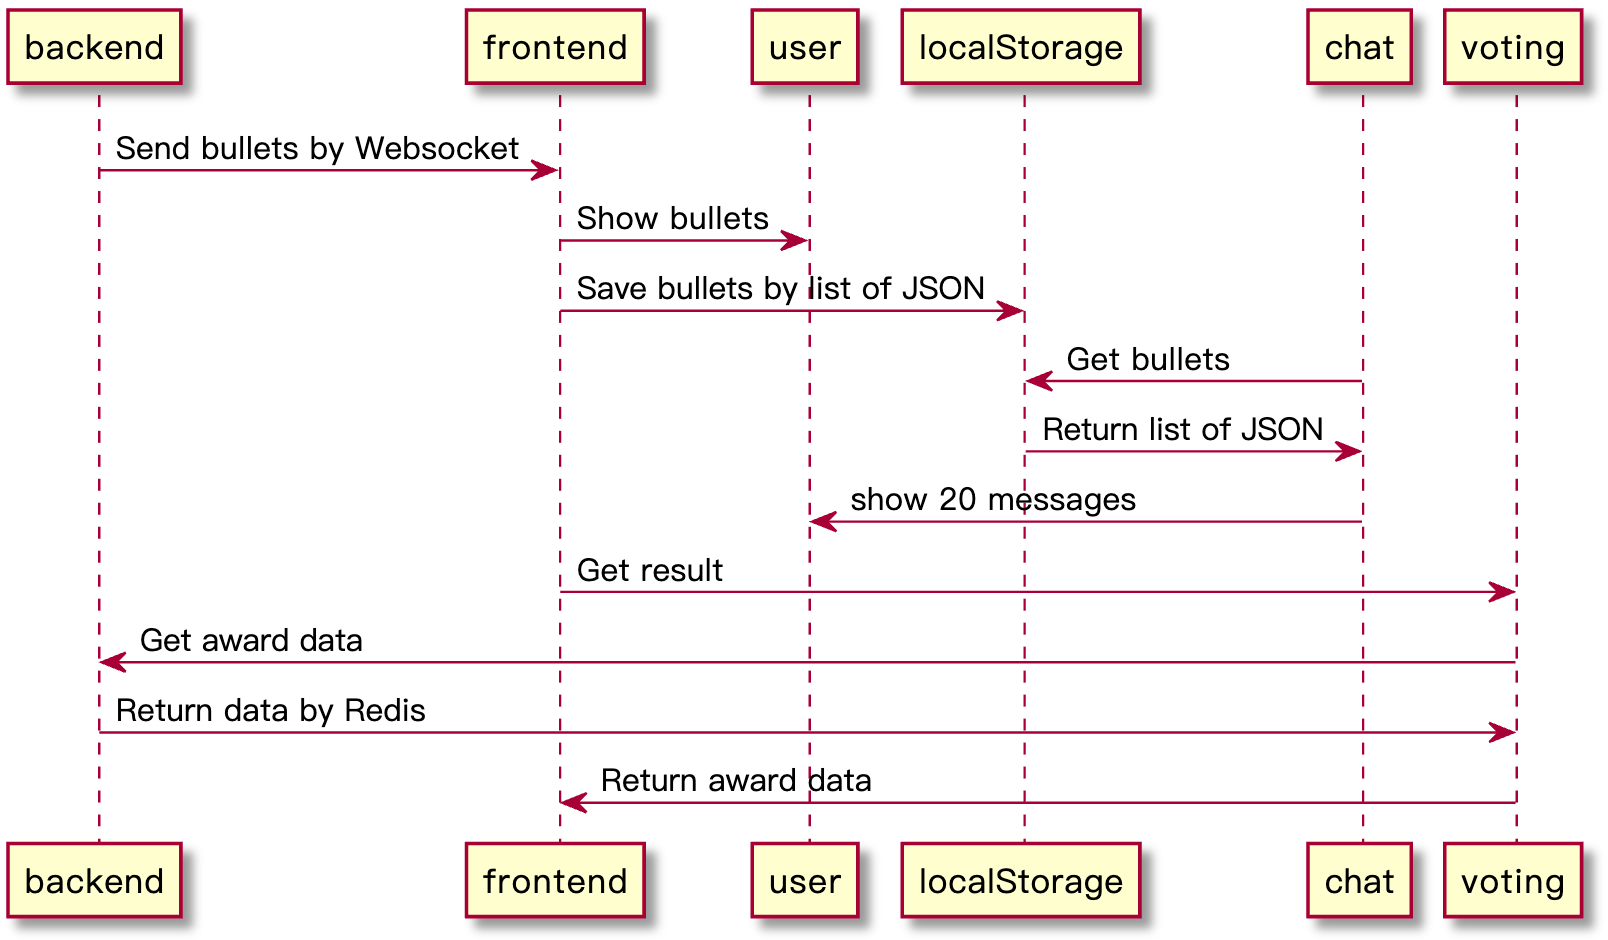 backend frontend user localStorage chat voting
Send bullets by Websocket
Show bullets
Save bullets by list of JSON
Get bullets
Return list of JSON
show 20 messages
Get result
Get award data
Return data by Redis
Return award data
backend frontend user localStorage chat voting